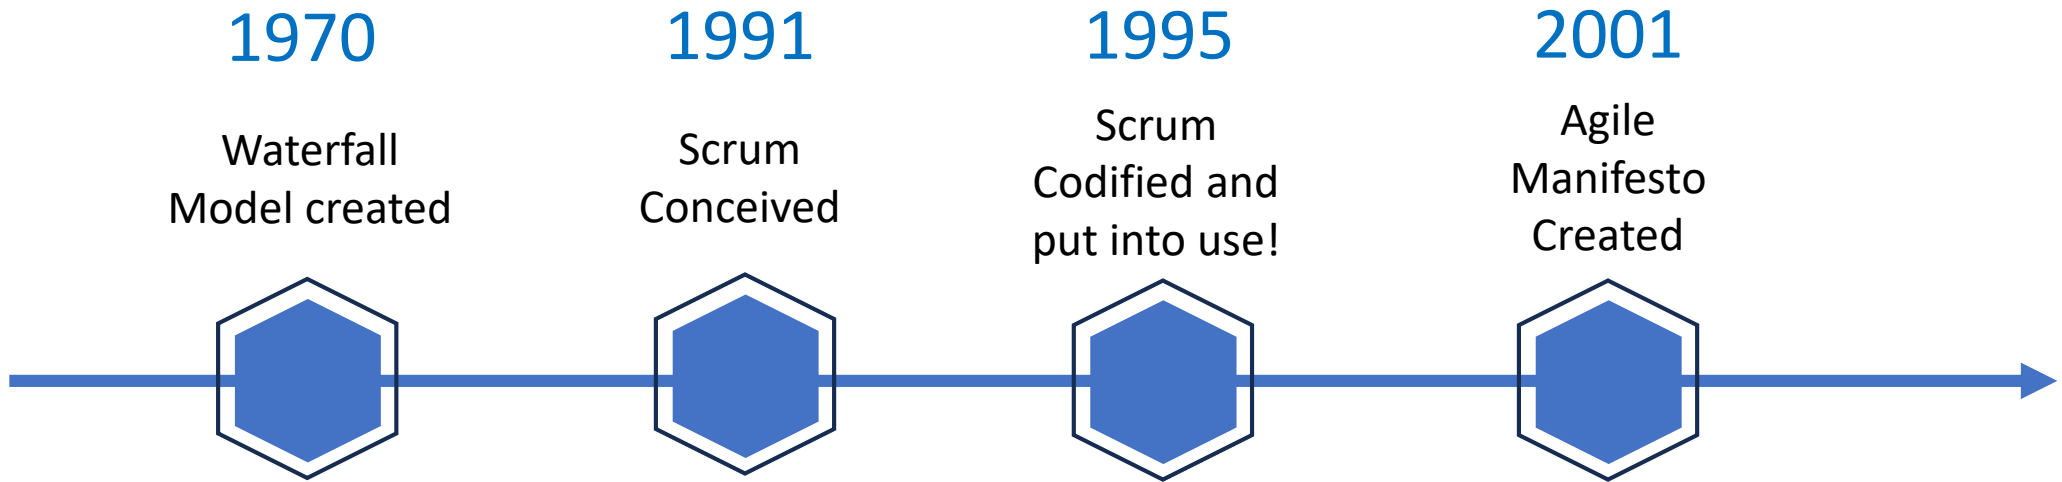 1970
Waterfall
Model created
1991
Scrum
Conceived
1995
Scrum
Codified and
put into use!
2001
Agile
Manifesto
Created